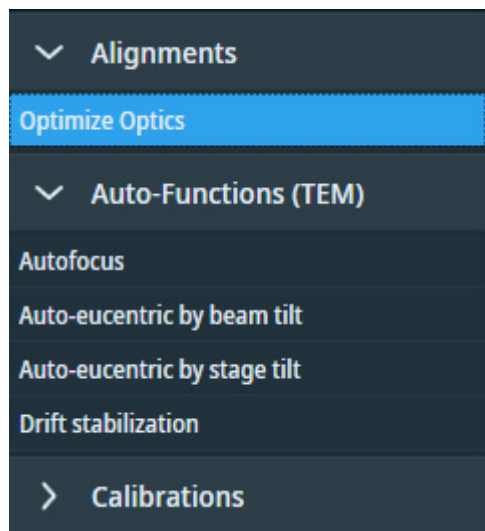 Alignments
Optimize Optics
Auto-Functions (TEM)
Autofocus
Auto-eucentric by beam tilt
Auto-eucentric by stage tilt
Drift stabilization
Calibrations